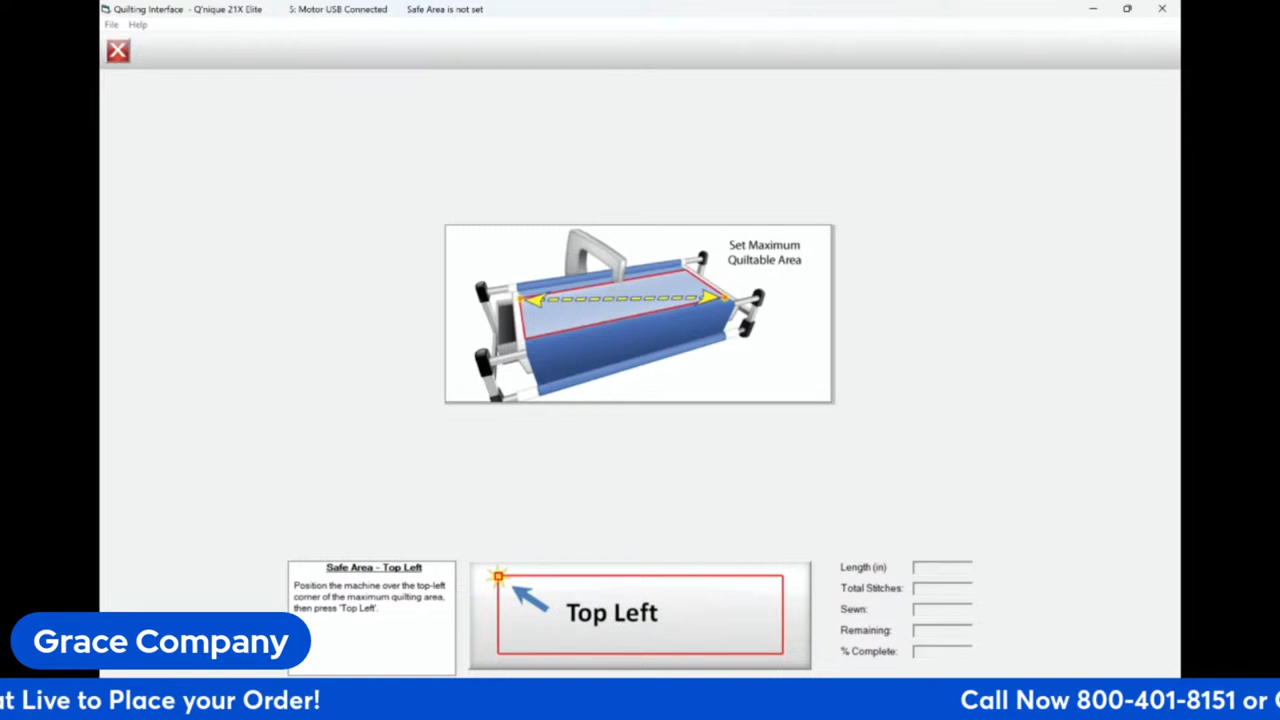 Quilting Interface - Q'nique 21X Elite S: Motor USB Connected Safe Area is not set
File Help
Set Maximum
Quiltable Area
Safe Area - Top Left
Position the machine over the top-left
corner of the maximum quilting area,
then press 'Top Left'.
Top Left
Length (in)
Total Stitches:
Sewn:
Remaining:
% Complete:
Grace Company
at Live to Place your Order!
Call Now 800-401-8151 or